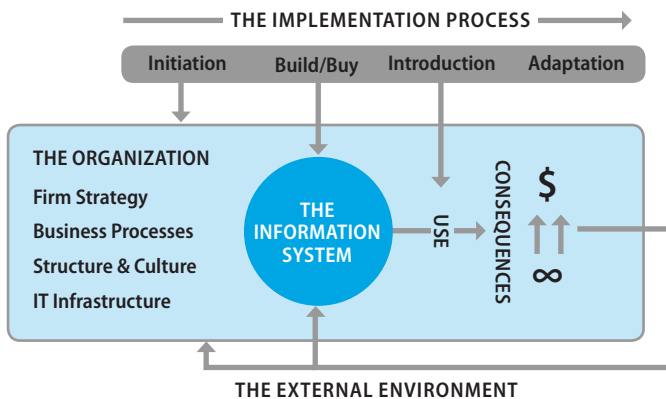 THE IMPLEMENTATION PROCESS
Initiation Build/Buy Introduction Adaptation
THE ORGANIZATION
Firm Strategy
Business Processes
Structure & Culture
IT Infrastructure
THE
INFORMATION
SYSTEM
USE
CONSEQUENCES
$
∞
THE EXTERNAL ENVIRONMENT